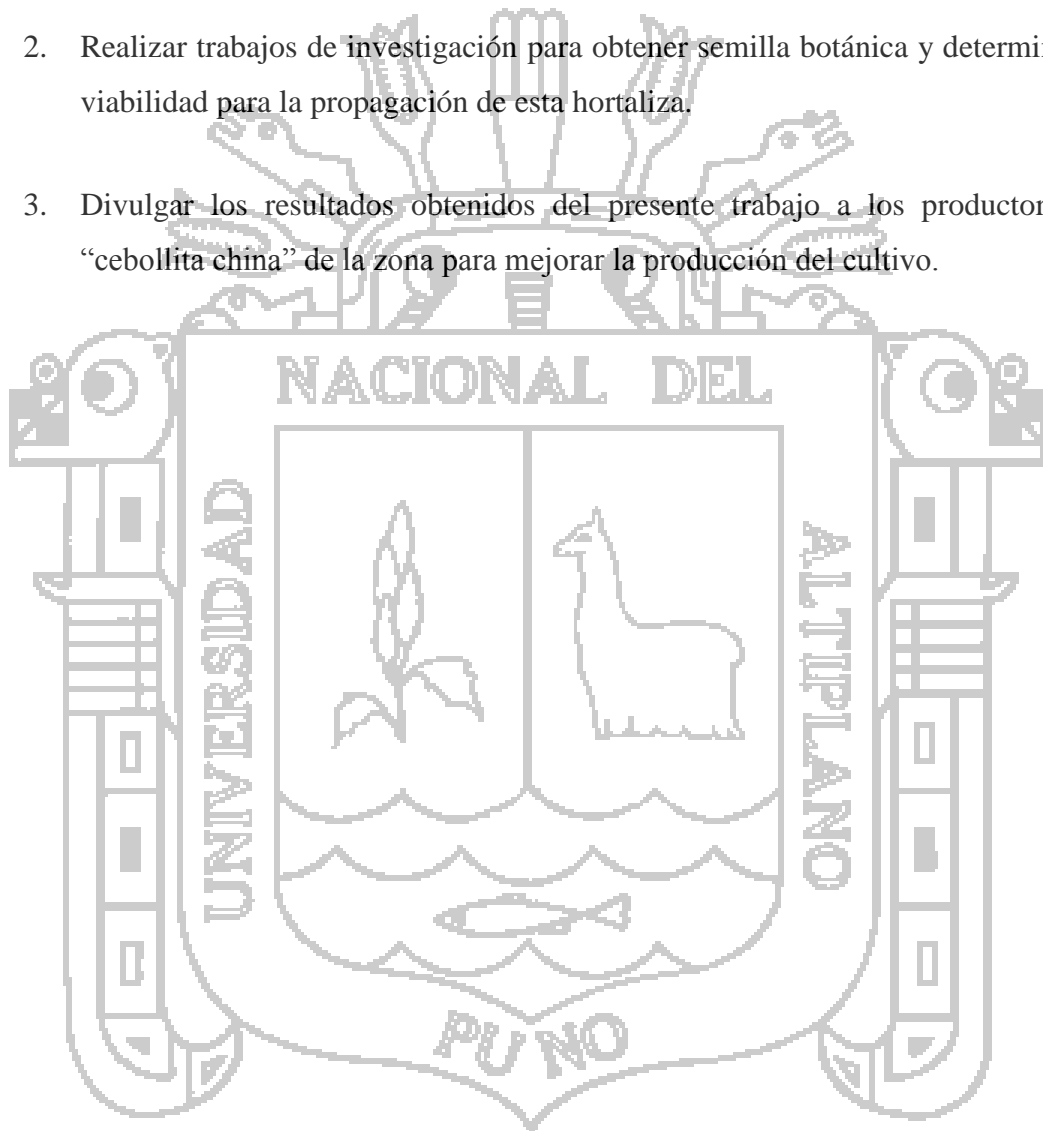 2. Realizar trabajos de investigación para obtener semilla botánica y
viabilidad para la propagación de esta hortaliza.
3. Divulgar los resultados obtenidos del presente trabajo a los
“cebollita china” de la zona para mejorar la producción del cultivo.
NACIONAL DEL
UNIVERSIDAD
ALTIPLANO
PUNO